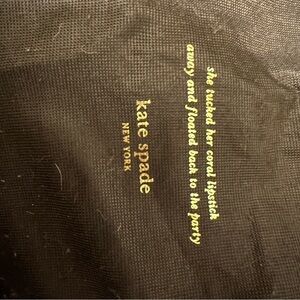 she tucked her coral lipstick
away and floated back to the party
kate spade
NEW YORK